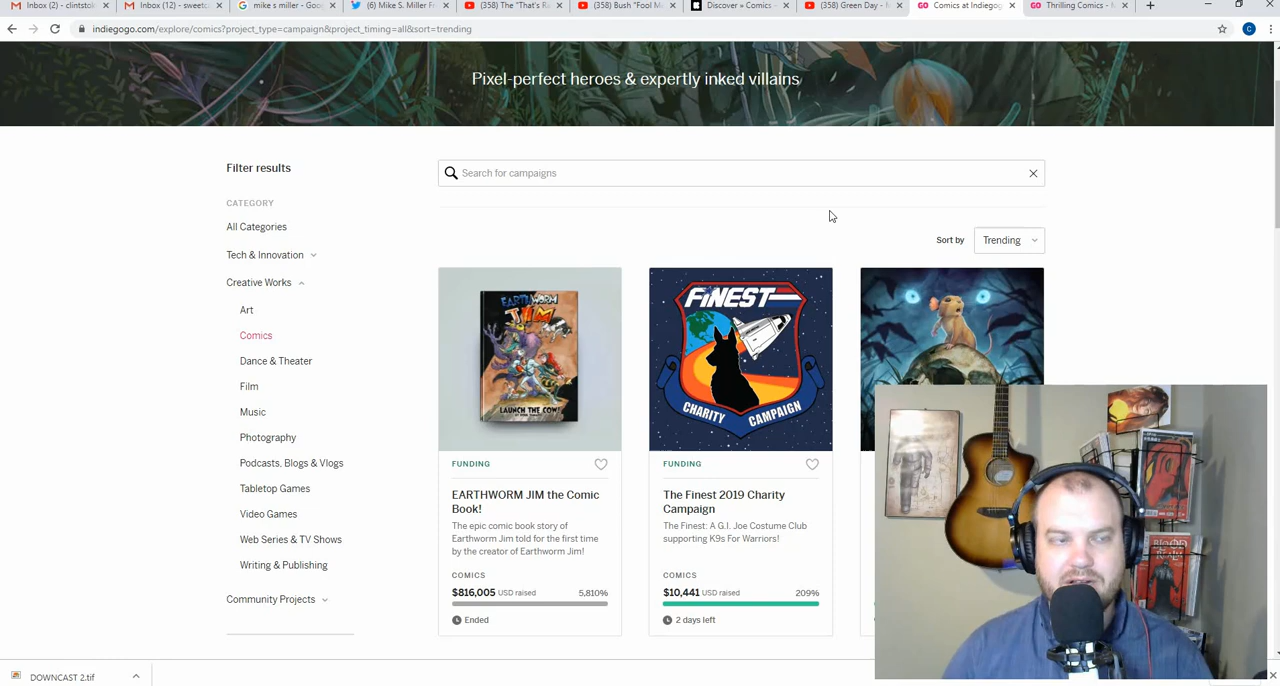 Inbox (2) - clintstok
Inbox (12) - sweetc
mike s miller - Goo
(6) Mike S. Miller Fr
(358) The "That's R
(358) Bush "Fool M
Discover » Comics –
(358) Green Day -
Comics at Indiegog
Thrilling Comics -
indiegogo.com/explore/comics?project_type=campaign&project_timing=all&sort=trending
C
Pixel-perfect heroes & expertly inked villains
Filter results
Search for campaigns
CATEGORY
All Categories
Sort by
Trending
Tech & Innovation
Creative Works
Art
Comics
Dance & Theater
Film
Music
Photography
Podcasts, Blogs & Vlogs
Tabletop Games
Video Games
Web Series & TV Shows
Writing & Publishing
Community Projects
EARTHWORM
JIM
LAUNCH THE COW!
FUNDING
EARTHWORM JIM the Comic
Book!
The epic comic book story of
Earthworm Jim told for the first time
by the creator of Earthworm Jim!
COMICS
$816,005 USD raised 5,810%
Ended
FINEST
CHARITY
CAMPAIGN
FUNDING
The Finest 2019 Charity
Campaign
The Finest: A G.I. Joe Costume Club
supporting K9s For Warriors!
COMICS
$10,441 USD raised 209%
2 days left
BLOOD
REALM
DOWNCAST 2.tif